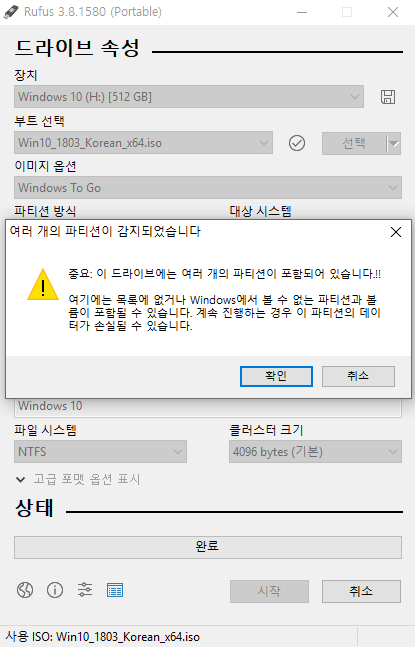 Rufus 3.8.1580 (Portable)
드라이브 속성
장치
Windows 10 (H:) [512 GB]
부트 선택
Win10_1803_Korean_x64.iso
선택
이미지 옵션
Windows To Go
파티션 방식 대상 시스템
여러 개의 파티션이 감지되었습니다
중요: 이 드라이브에는 여러 개의 파티션이 포함되어 있습니다.!!
여기에는 목록에 없거나 Windows에서 볼 수 없는 파티션과 볼
륨이 포함될 수 있습니다. 계속 진행하는 경우 이 파티션의 데이
터가 손실될 수 있습니다.
확인 취소
Windows 10
파일 시스템 클러스터 크기
NTFS 4096 bytes (기본)
고급 포맷 옵션 표시
상태
완료
시작 취소
사용 ISO: Win10_1803_Korean_x64.iso